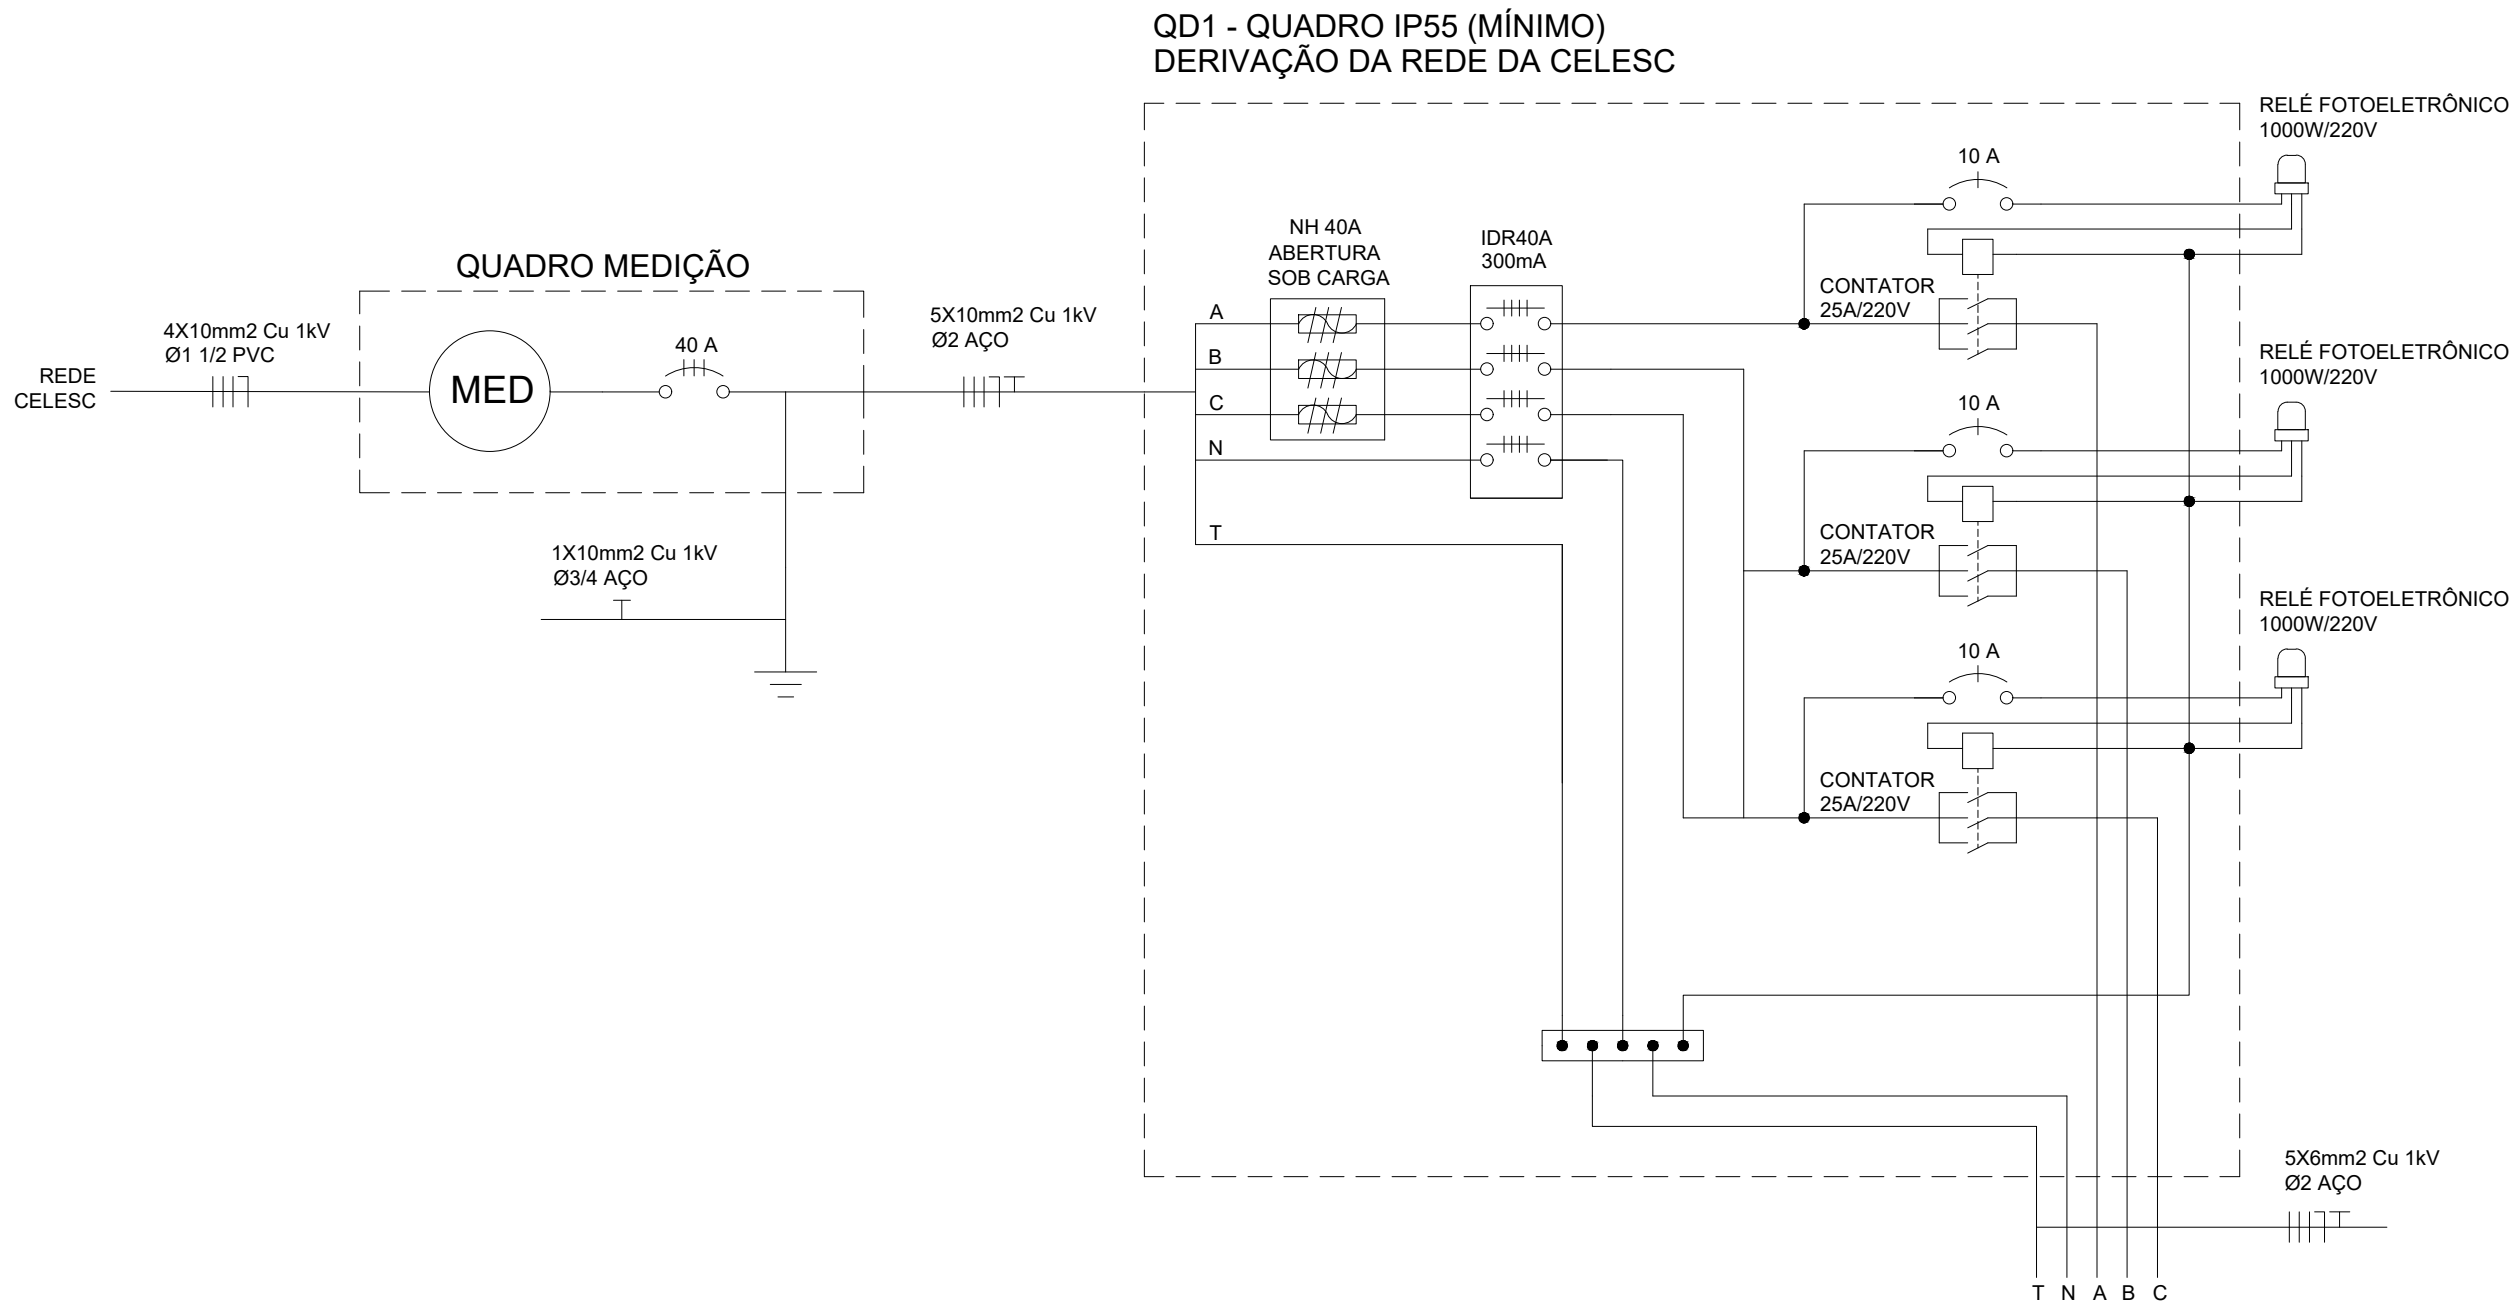 QD1 - QUADRO IP55 (MÍNIMO)
DERIVAÇÃO DA REDE DA CELESC
RELÉ FOTOELETRÔNICO
1000W/220V
10 A
NH 40A
ABERTURA
SOB CARGA
IDR40A
300mA
QUADRO MEDIÇÃO
CONTATOR
25A/220V
4X10mm2 Cu 1kV
Ø1 1/2 PVC
40 A
5X10mm2 Cu 1kV
Ø2 AÇO
A
B
C
N
T
REDE
CELESC
MED
RELÉ FOTOELETRÔNICO
1000W/220V
10 A
CONTATOR
25A/220V
1X10mm2 Cu 1kV
Ø3/4 AÇO
RELÉ FOTOELETRÔNICO
1000W/220V
10 A
CONTATOR
25A/220V
5X6mm2 Cu 1kV
Ø2 AÇO
T N A B C